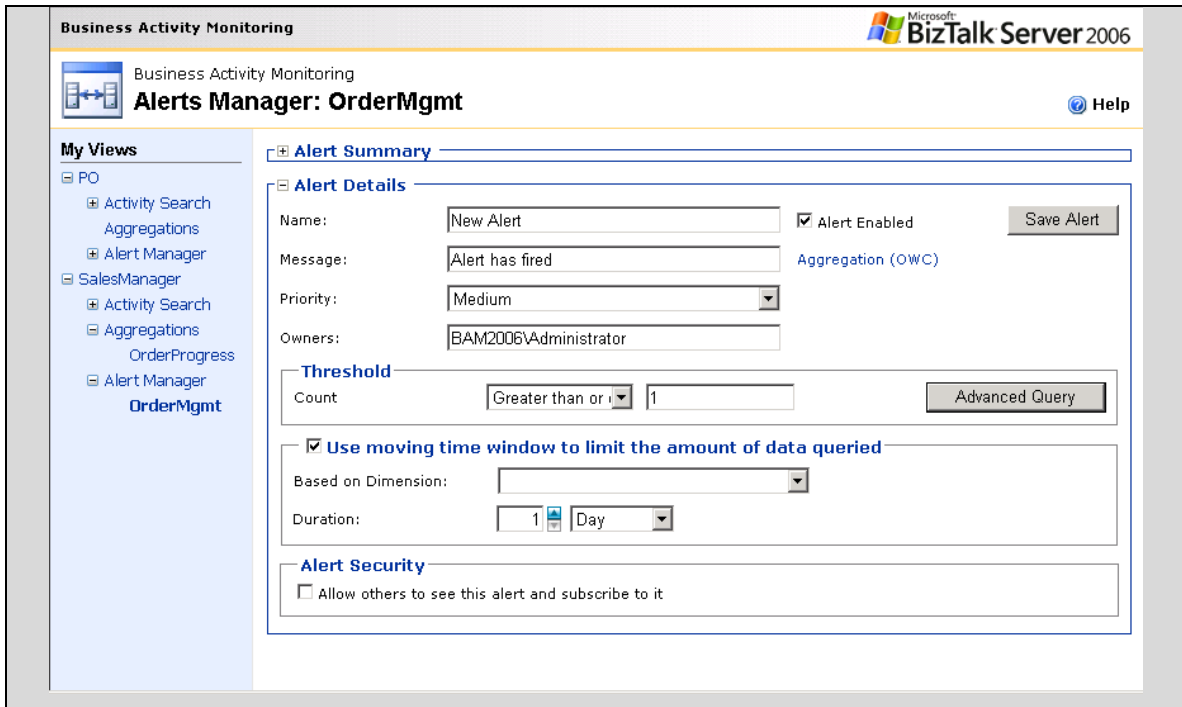 Business Activity Monitoring
Microsoft BizTalk Server 2006
Business Activity Monitoring
Alerts Manager: OrderMgmt
Help
My Views
PO
Activity Search
Aggregations
Alert Manager
SalesManager
Activity Search
Aggregations
OrderProgress
Alert Manager
OrderMgmt
Alert Summary
Alert Details
Name: New Alert Alert Enabled Save Alert
Message: Alert has fired Aggregation (OWC)
Priority: Medium
Owners: BAM2006\Administrator
Threshold
Count Greater than or 1 Advanced Query
Use moving time window to limit the amount of data queried
Based on Dimension:
Duration: 1 Day
Alert Security
Allow others to see this alert and subscribe to it